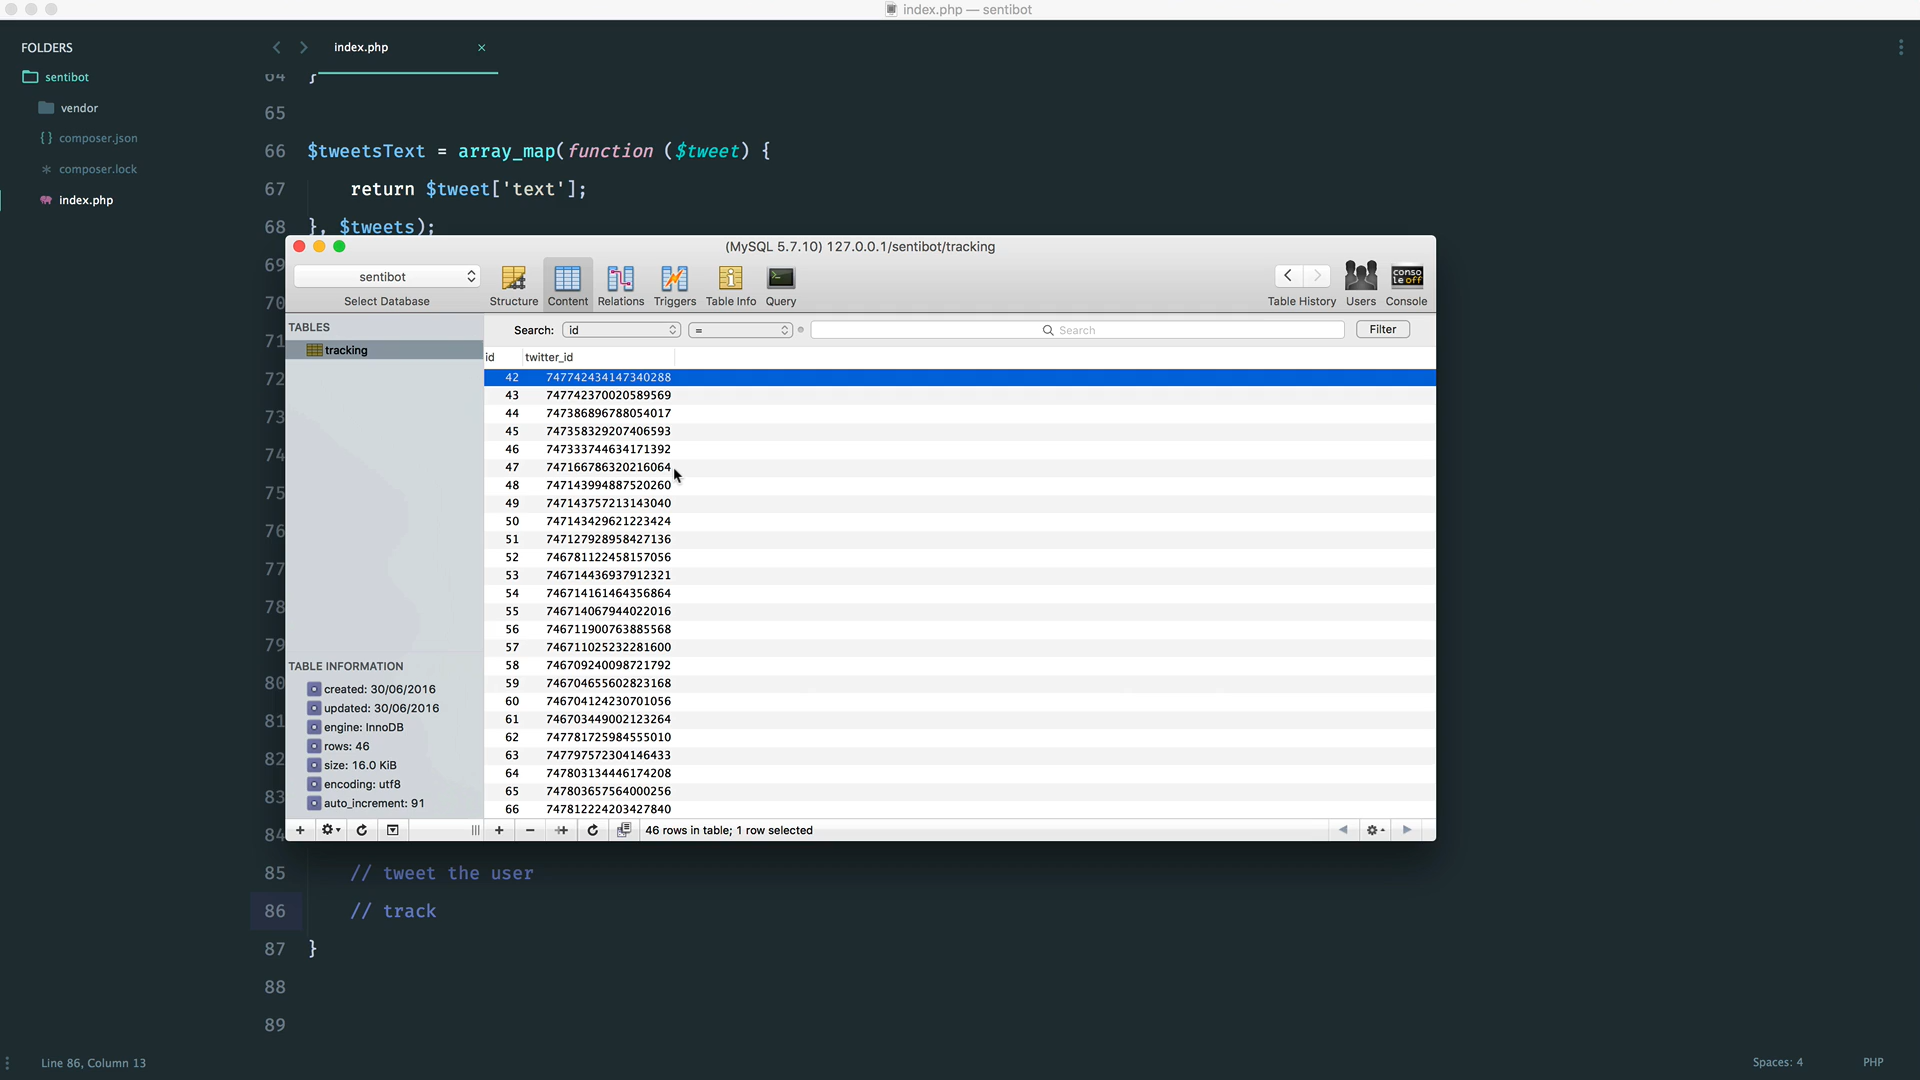 index.php — sentibot
FOLDERS
sentibot
vendor
{ } composer.json
* composer.lock
index.php
index.php ×
64 }
65
66 $tweetsText = array_map(function ($tweet) {
67 return $tweet['text'];
68 }, $tweets);
69
70
71
72
73
74
75
76
77
78
79
80
81
82
83
84
85 // tweet the user
86 // track
87 }
88
89
(MySQL 5.7.10) 127.0.0.1/sentibot/tracking
sentibot
Select Database
Structure Content Relations Triggers Table Info Query
Table History Users Console
conso
le off
TABLES
tracking
Search: id = Search Filter
id twitter_id
42 747742434147340288
43 747742370020589569
44 747386896788054017
45 747358329207406593
46 747333744634171392
47 747166786320216064
48 747143994887520260
49 747143757213143040
50 747143429621223424
51 747127928958427136
52 746781122458157056
53 746714436937912321
54 746714161464356864
55 746714067944022016
56 746711900763885568
57 746711025232281600
58 746709240098721792
59 746704655602823168
60 746704124230701056
61 746703449002123264
62 747781725984555010
63 747797572304146433
64 747803134446174208
65 747803657564000256
66 747812224203427840
TABLE INFORMATION
created: 30/06/2016
updated: 30/06/2016
engine: InnoDB
rows: 46
size: 16.0 KiB
encoding: utf8
auto_increment: 91
46 rows in table; 1 row selected
Line 86, Column 13
Spaces: 4 PHP